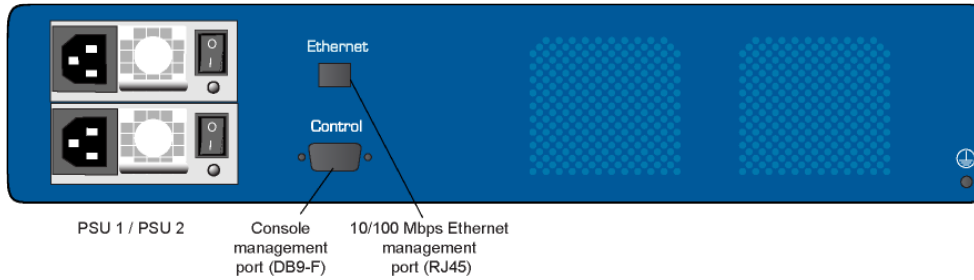 Ethernet
Control
PSU 1 / PSU 2
Console
management
port (DB9-F)
10/100 Mbps Ethernet
management
port (RJ45)